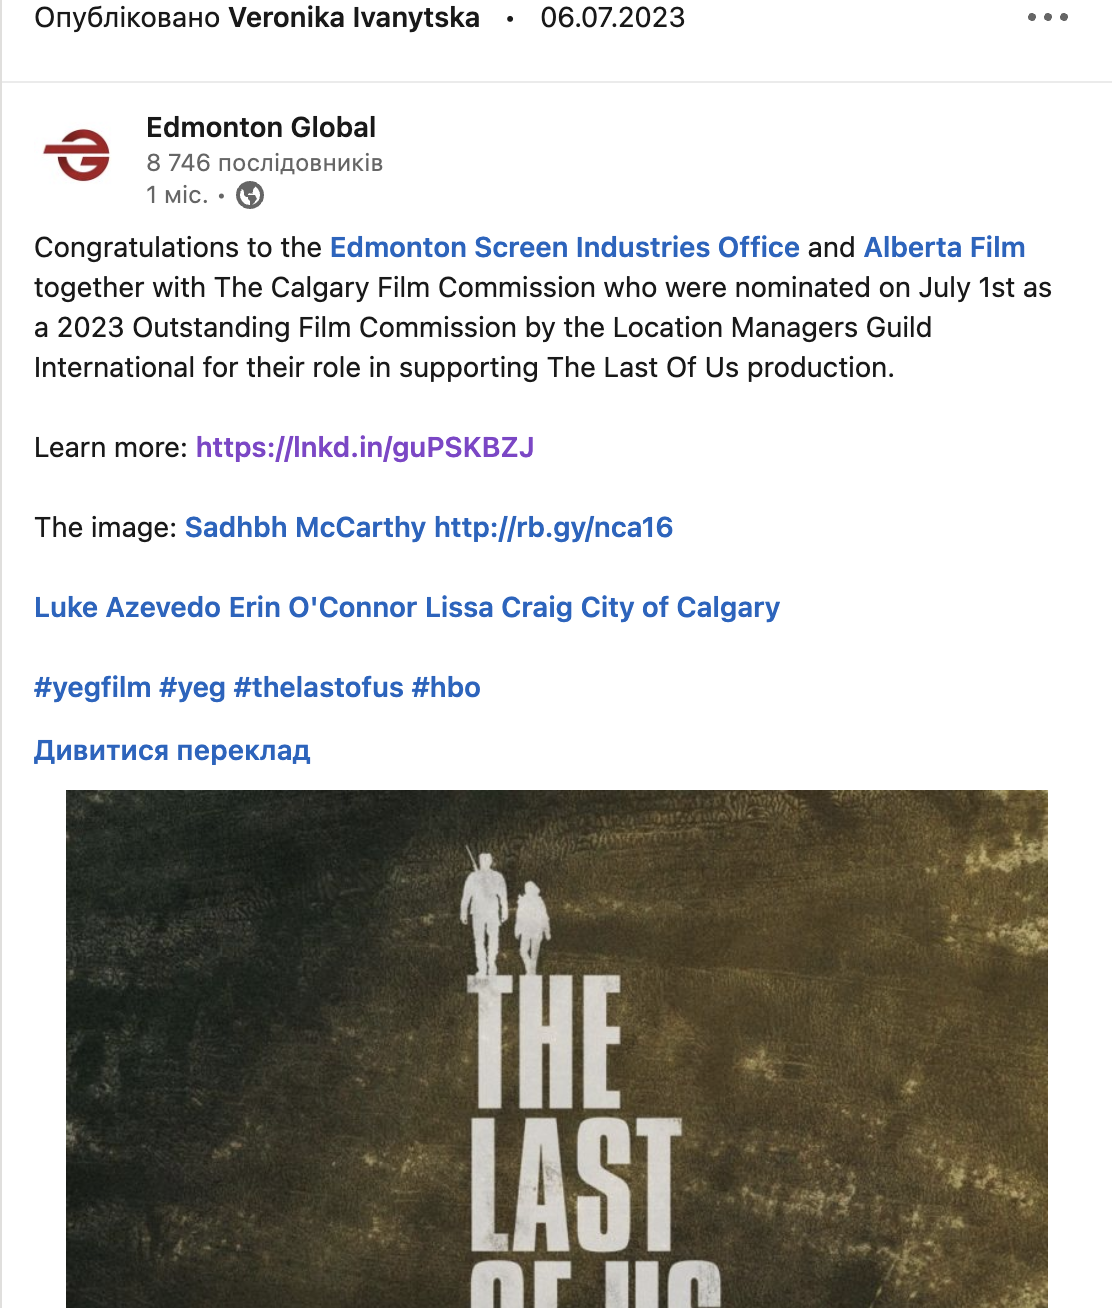 Опубліковано Veronika Ivanytska • 06.07.2023
Edmonton Global
8 746 послідовників
1 міс. •
Congratulations to the Edmonton Screen Industries Office and Alberta Film
together with The Calgary Film Commission who were nominated on July 1st as
a 2023 Outstanding Film Commission by the Location Managers Guild
International for their role in supporting The Last Of Us production.
Learn more: https://lnkd.in/guPSKBZJ
The image: Sadhbh McCarthy http://rb.gy/nca16
Luke Azevedo Erin O'Connor Lissa Craig City of Calgary
#yegfilm #yeg #thelastofus #hbo
Дивитися переклад
THE
LAST
OF US